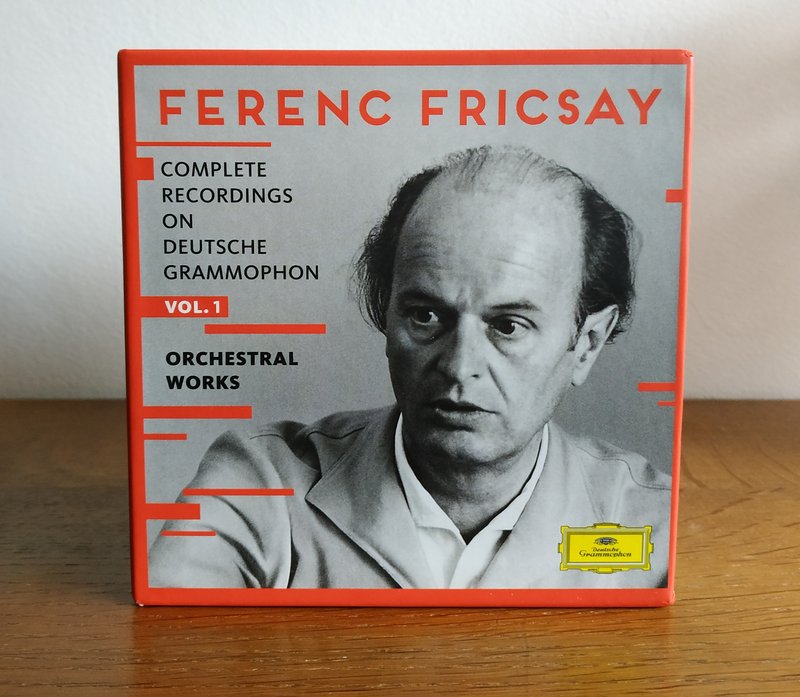 FERENC FRICSAY
COMPLETE
RECORDINGS
ON
DEUTSCHE
GRAMMOPHON
VOL. 1
ORCHESTRAL
WORKS
Deutsche
Grammophon